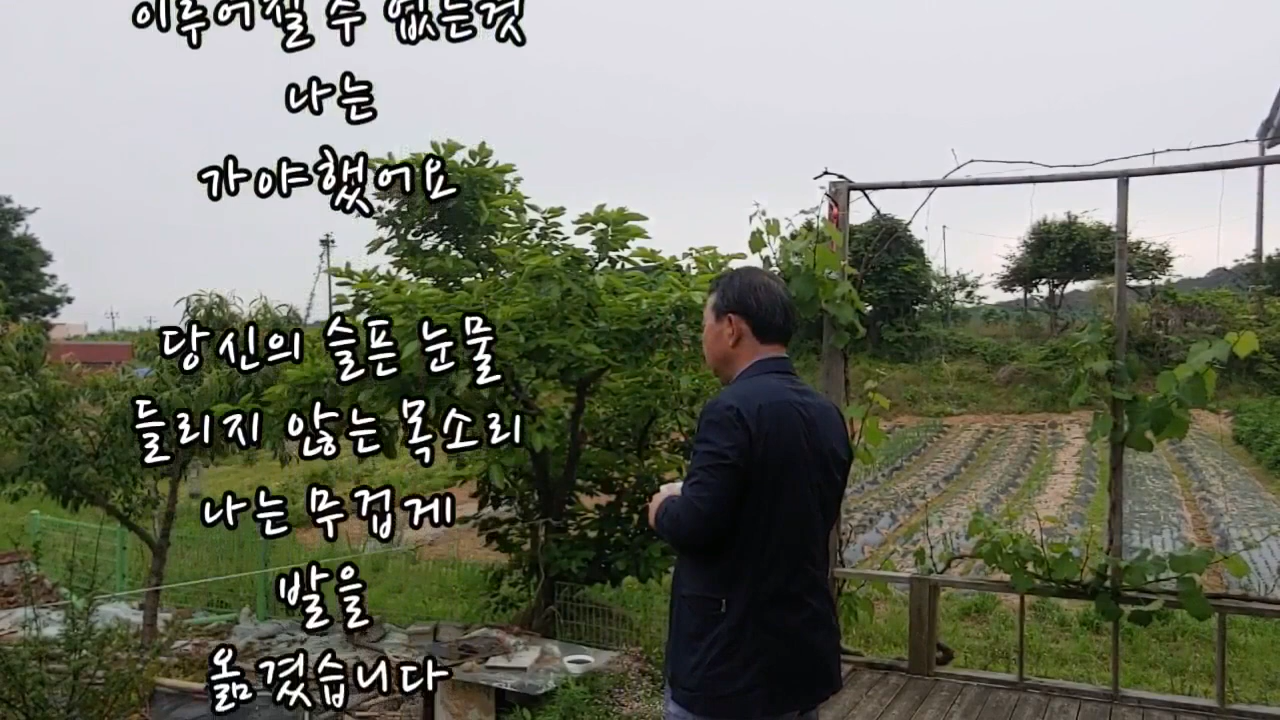 이루어질 수 없는것
나는
가야했어요
당신의 슬픈 눈물
들리지 않는 목소리
나는 무겁게
발을
옮겼습니다